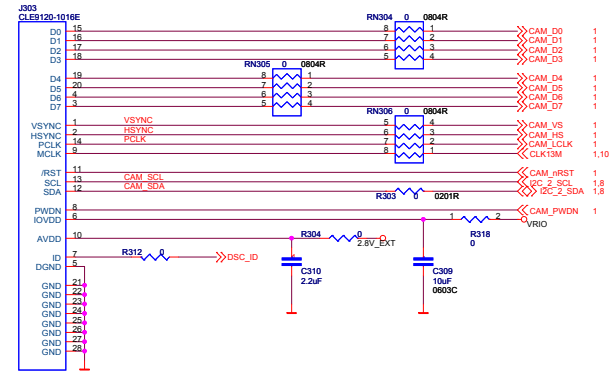 J303
CLE9120-1016E
RN304 0 0804R
D0 15 8 1 CAM_D0 1
D1 16 7 2 CAM_D1 1
D2 17 6 3 CAM_D2 1
D3 18 5 4 CAM_D3 1
RN305 0 0804R
D4 19 8 1 CAM_D4 1
D5 20 7 2 CAM_D5 1
D6 4 6 3 CAM_D6 1
D7 3 5 4 CAM_D7 1
RN306 0 0804R
VSYNC 1 VSYNC 5 4 CAM_VS 1
HSYNC 2 HSYNC 6 3 CAM_HS 1
PCLK 14 PCLK 7 2 CAM_LCLK 1
MCLK 9 8 1 CLK13M 1,10
/RST 11 CAM_nRST 1
SCL 13 CAM_SCL I2C_2_SCL 1,8
SDA 12 CAM_SDA I2C_2_SDA 1,8
R303 0 0201R
PWDN 8 CAM_PWDN 1
IOVDD 6 1 2 VRIO
R318
0
AVDD 10 R304 0 2.8V_EXT
ID 7 R312 0 DSC_ID
DGND 5
C310
2.2uF
C309
10uF
0603C
GND 21
GND 22
GND 23
GND 24
GND 25
GND 26
GND 27
GND 28